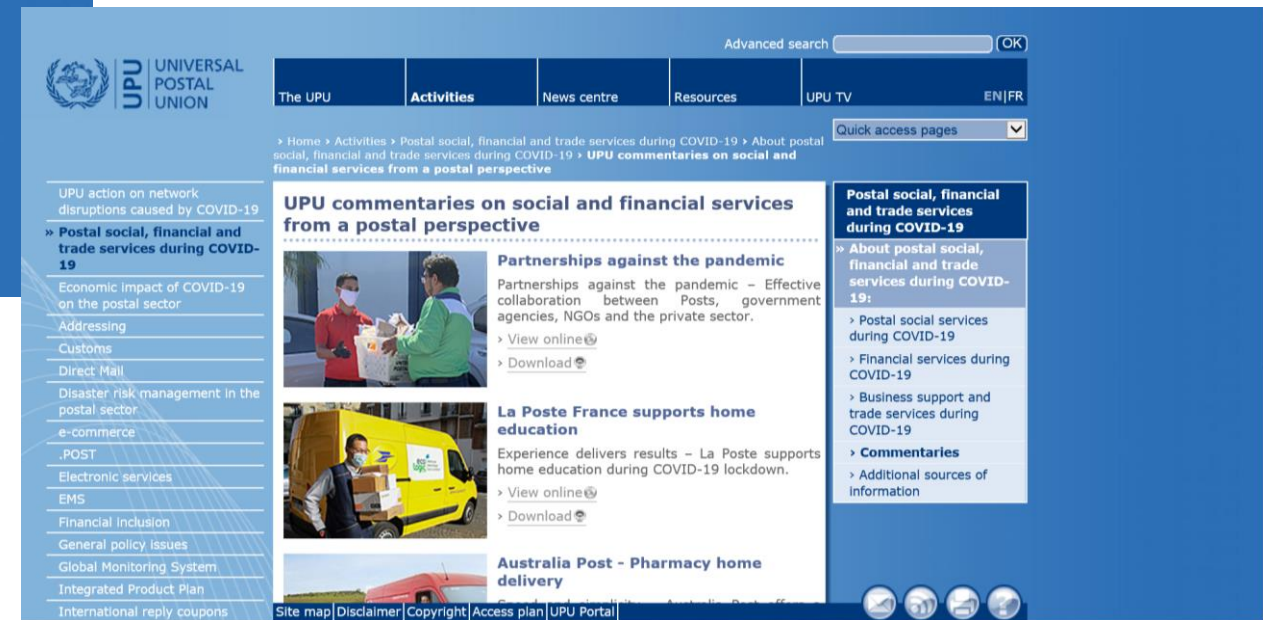 Advanced search
OK
UPU
UNIVERSAL
POSTAL
UNION
The UPU
Activities
News centre
Resources
UPU TV
EN|FR
Quick access pages
› Home › Activities › Postal social, financial and trade services during COVID-19 › About postal
social, financial and trade services during COVID-19 › UPU commentaries on social and
financial services from a postal perspective
UPU action on network
disruptions caused by COVID-19
» Postal social, financial and
trade services during COVID-
19
Economic impact of COVID-19
on the postal sector
Addressing
Customs
Direct Mail
Disaster risk management in the
postal sector
e-commerce
.POST
Electronic services
EMS
Financial Inclusion
General policy issues
Global Monitoring System
Integrated Product Plan
International reply coupons
UPU commentaries on social and financial services
from a postal perspective
Partnerships against the pandemic
Partnerships against the pandemic – Effective
collaboration between Posts, government
agencies, NGOs and the private sector.
› View online
› Download
La Poste France supports home
education
Experience delivers results – La Poste supports
home education during COVID-19 lockdown.
› View online
› Download
Australia Post - Pharmacy home
delivery
Postal social, financial
and trade services
during COVID-19
» About postal social,
financial and trade
services during COVID-
19:
› Postal social services
during COVID-19
› Financial services during
COVID-19
› Business support and
trade services during
COVID-19
› Commentaries
› Additional sources of
information
Site map|Disclaimer|Copyright|Access plan|UPU Portal|